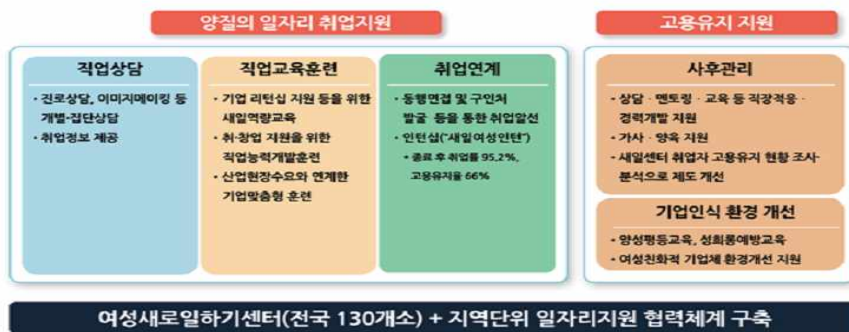 양질의 일자리 취업지원
직업상담
• 진로상담, 이미지메이킹 등
개별·집단상담
• 취업정보 제공
직업교육훈련
• 기업 리턴십 지원 등을 위한
새일역량교육
• 취·창업 지원을 위한
직업능력개발훈련
• 산업현장수요와 연계한
기업맞춤형 훈련
취업연계
• 동행면접 및 구인처
발굴 등을 통한 취업알선
• 인턴십("새일여성인턴")
* 종료 후 취업률 95.2%,
고용유지율 66%
고용유지 지원
사후관리
• 상담·멘토링·교육 등 직장적응·
경력개발 지원
• 가사·양육 지원
• 새일센터 취업자 고용유지 현황 조사·
분석으로 제도 개선
기업인식 환경 개선
• 양성평등교육, 성희롱예방교육
• 여성친화적 기업체 환경개선 지원
여성새로일하기센터(전국 130개소) + 지역단위 일자리지원 협력체계 구축